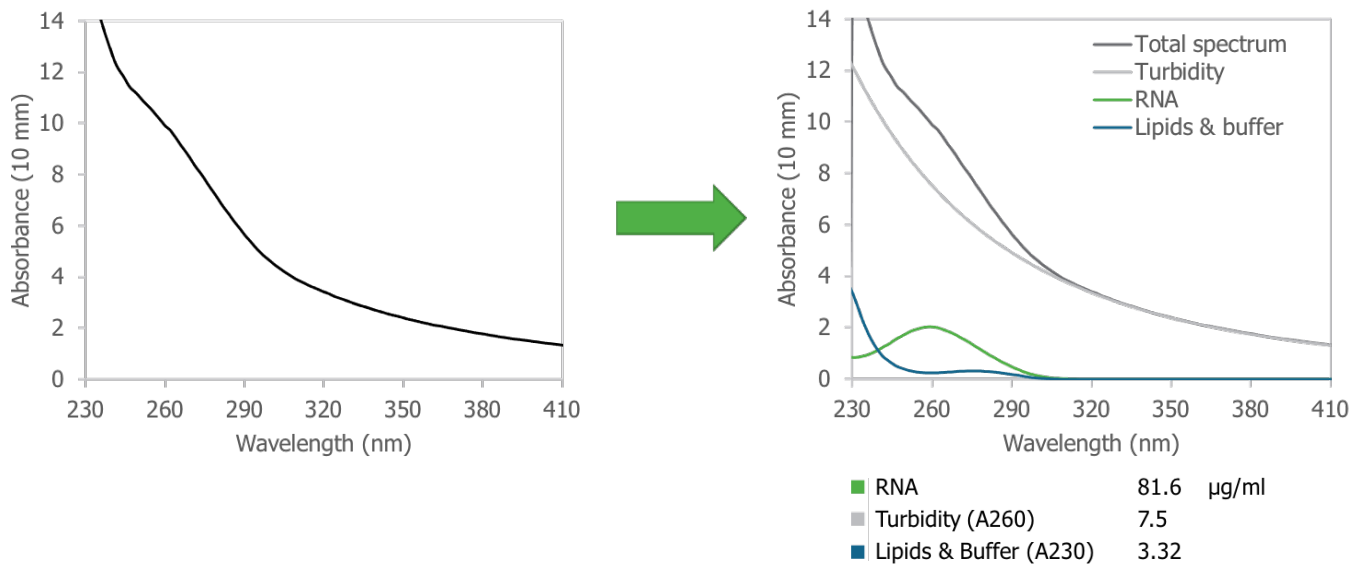 14
12
10
8
6
4
2
0
Absorbance (10 mm)
230 260 290 320 350 380 410
Wavelength (nm)
14
12
10
8
6
4
2
0
Absorbance (10 mm)
Total spectrum
Turbidity
RNA
Lipids & buffer
230 260 290 320 350 380 410
Wavelength (nm)
RNA 81.6 µg/ml
Turbidity (A260) 7.5
Lipids & Buffer (A230) 3.32